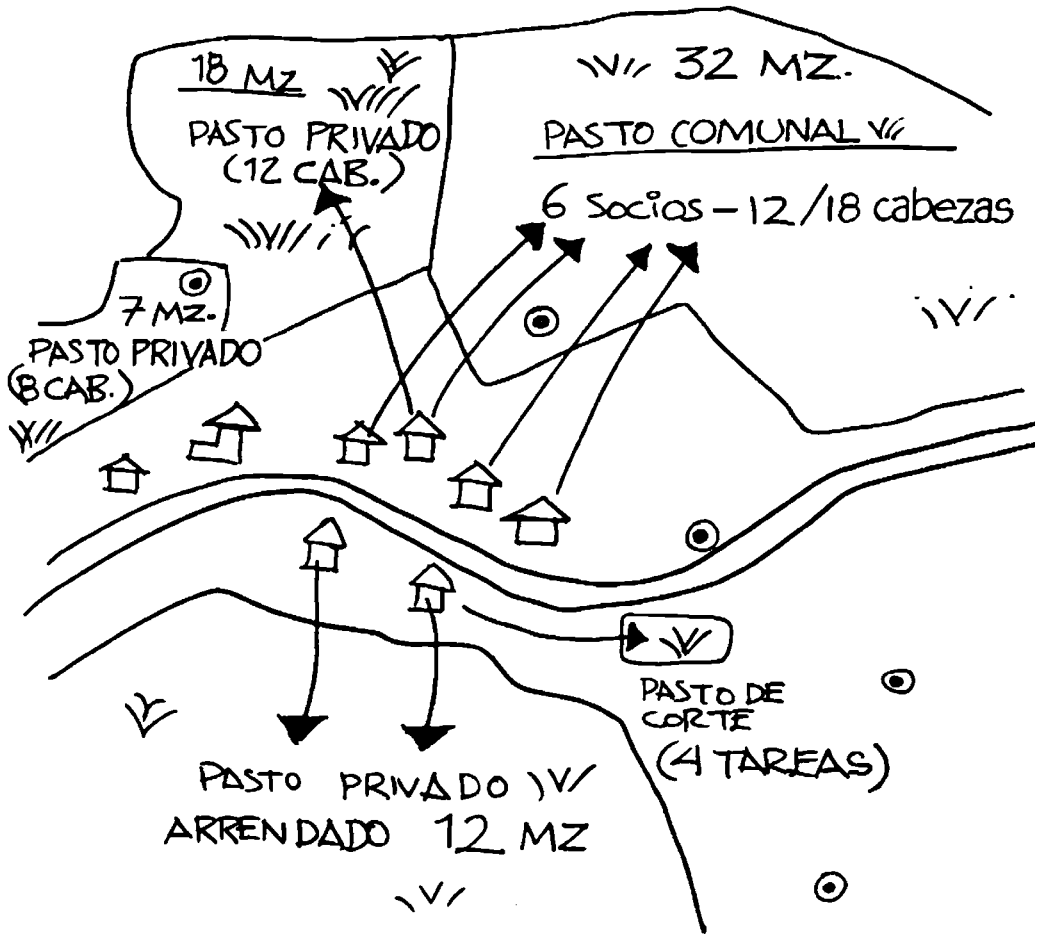 18 MZ
PASTO PRIVADO
(12 CAB.)
32 MZ.
PASTO COMUNAL
6 Socios - 12/18 cabezas
7 MZ.
PASTO PRIVADO
(8 CAB.)
PASTO DE
CORTE
(4 TAREAS)
PASTO PRIVADO
ARRENDADO 12 MZ